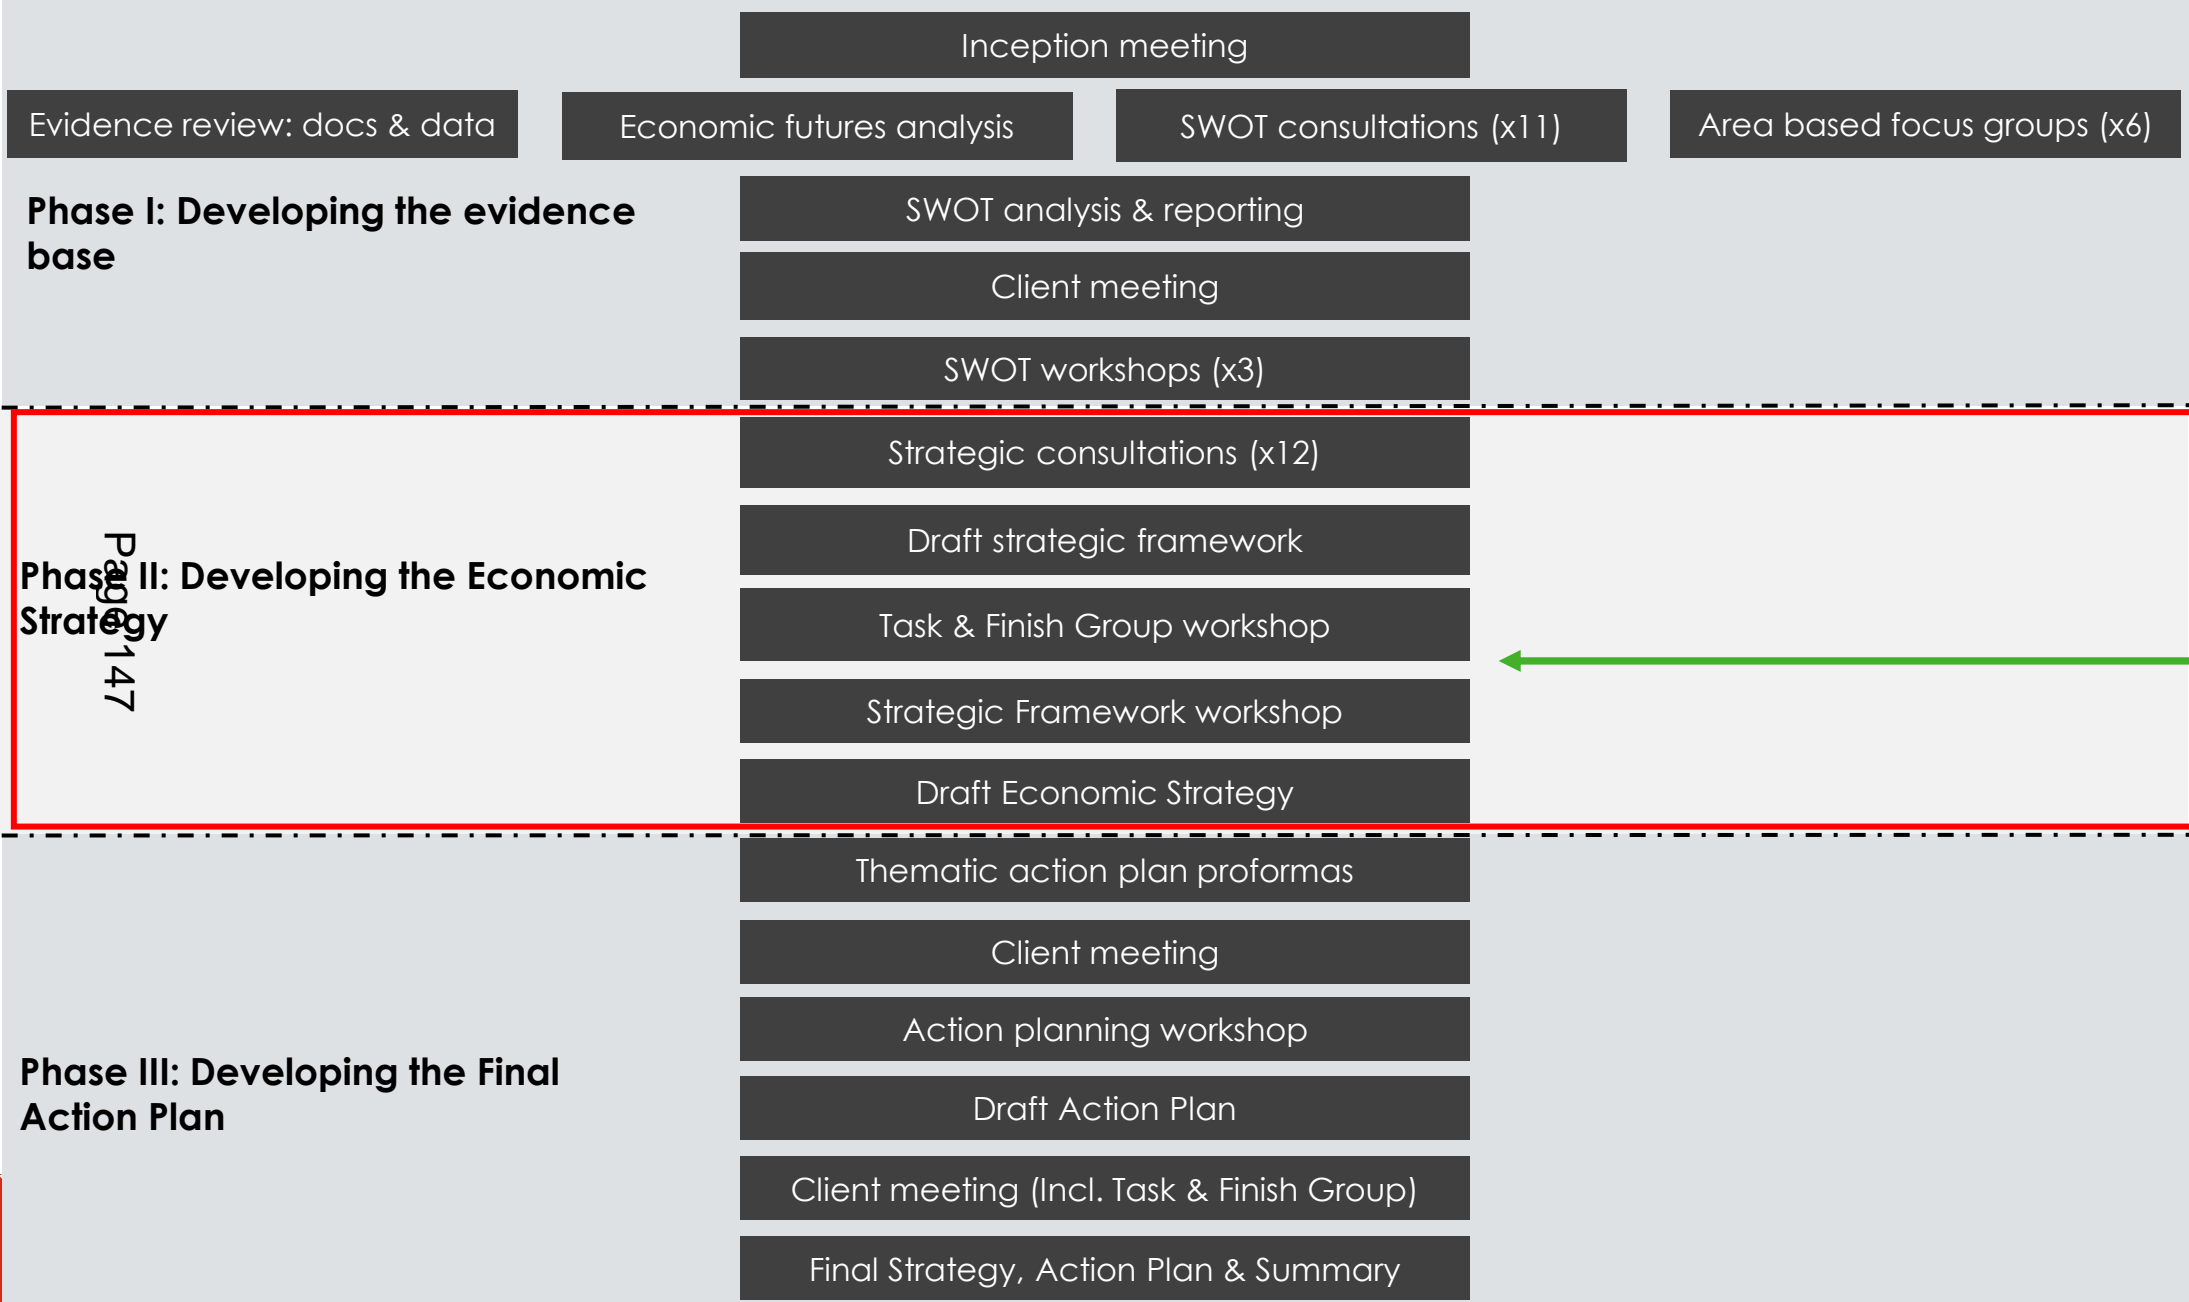 Inception meeting
Evidence review: docs & data
Economic futures analysis
SWOT consultations (x11)
Area based focus groups (x6)
Phase I: Developing the evidence
base
SWOT analysis & reporting
Client meeting
SWOT workshops (x3)
Strategic consultations (x12)
Draft strategic framework
Phase II: Developing the Economic
Strategy
Page 147
Task & Finish Group workshop
Strategic Framework workshop
Draft Economic Strategy
Thematic action plan proformas
Client meeting
Action planning workshop
Phase III: Developing the Final
Action Plan
Draft Action Plan
Client meeting (Incl. Task & Finish Group)
Final Strategy, Action Plan & Summary